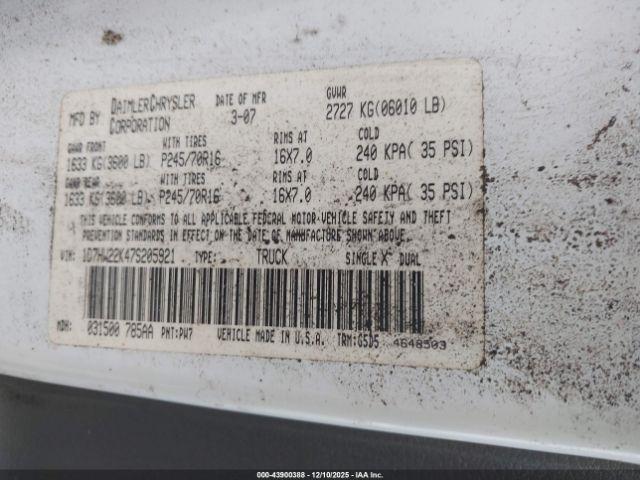 MFD BY DAIMLERCHRYSLER CORPORATION DATE OF MFR 3-07 GVWR 2727 KG(06010 LB)
GAWR FRONT WITH TIRES RIMS AT COLD
1633 KG(3600 LB) P245/70R16 16X7.0 240 KPA( 35 PSI)
GAWR REAR WITH TIRES RIMS AT COLD
1633 KG(3600 LB) P245/70R16 16X7.0 240 KPA( 35 PSI)
THIS VEHICLE CONFORMS TO ALL APPLICABLE FEDERAL MOTOR VEHICLE SAFETY AND THEFT
PREVENTION STANDARDS IN EFFECT ON THE DATE OF MANUFACTURE SHOWN ABOVE.
VIN: 1D7HW22K47S205921 TYPE: TRUCK SINGLE X DUAL
MDH: 031500 785AA PNT:PW7 VEHICLE MADE IN U.S.A. TRM:G5D5 4648503
000-43900388 - 12/10/2025 - IAAI.COM